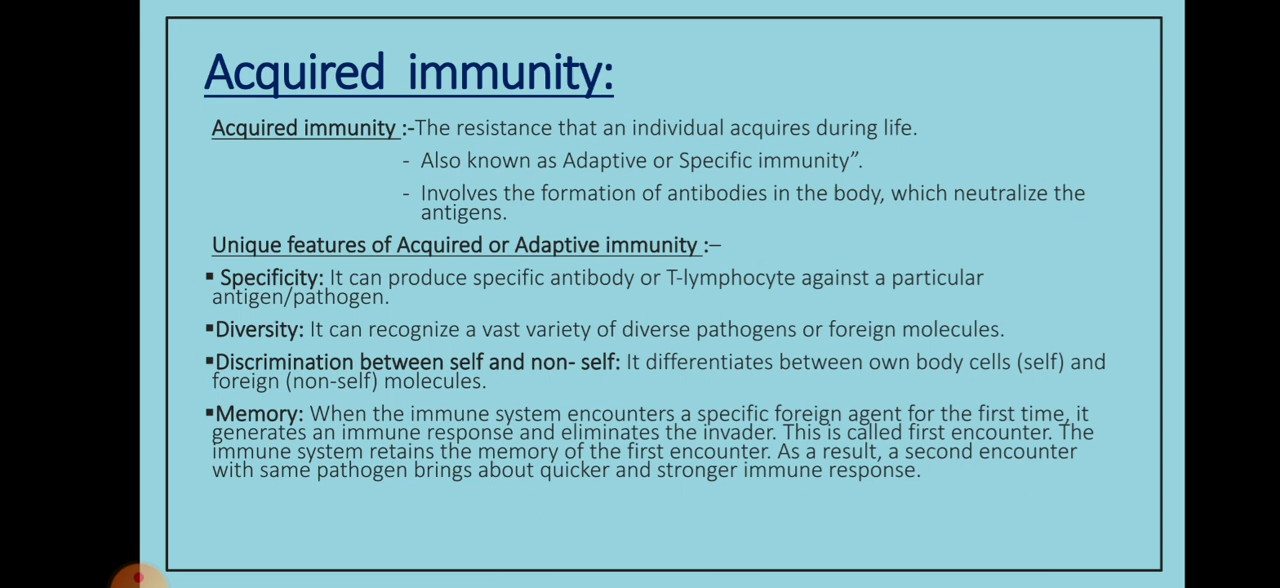 Acquired immunity:
Acquired immunity :-The resistance that an individual acquires during life.
- Also known as Adaptive or Specific immunity”.
- Involves the formation of antibodies in the body, which neutralize the
antigens.
Unique features of Acquired or Adaptive immunity :–
▪ Specificity: It can produce specific antibody or T-lymphocyte against a particular
antigen/pathogen.
▪Diversity: It can recognize a vast variety of diverse pathogens or foreign molecules.
▪Discrimination between self and non- self: It differentiates between own body cells (self) and
foreign (non-self) molecules.
▪Memory: When the immune system encounters a specific foreign agent for the first time, it
generates an immune response and eliminates the invader. This is called first encounter. The
immune system retains the memory of the first encounter. As a result, a second encounter
with same pathogen brings about quicker and stronger immune response.